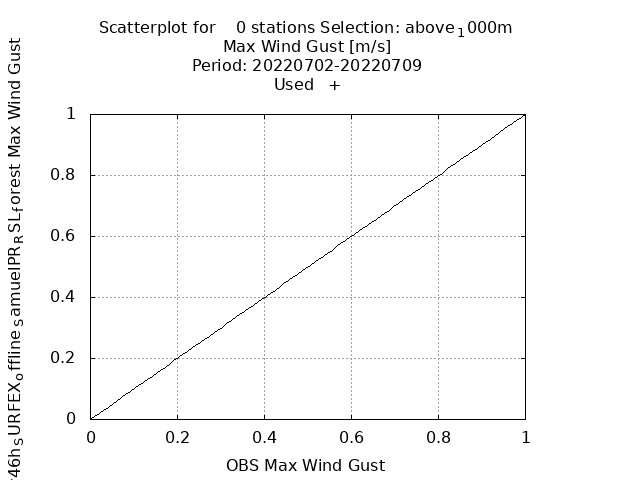 Scatterplot for 0 stations Selection: above₁000m
Max Wind Gust [m/s]
Period: 20220702-20220709
Used +
46hₛURFEXₒfflineₛamuelPR_RSL_forest Max Wind Gust
1
0.8
0.6
0.4
0.2
0
0 0.2 0.4 0.6 0.8 1
OBS Max Wind Gust